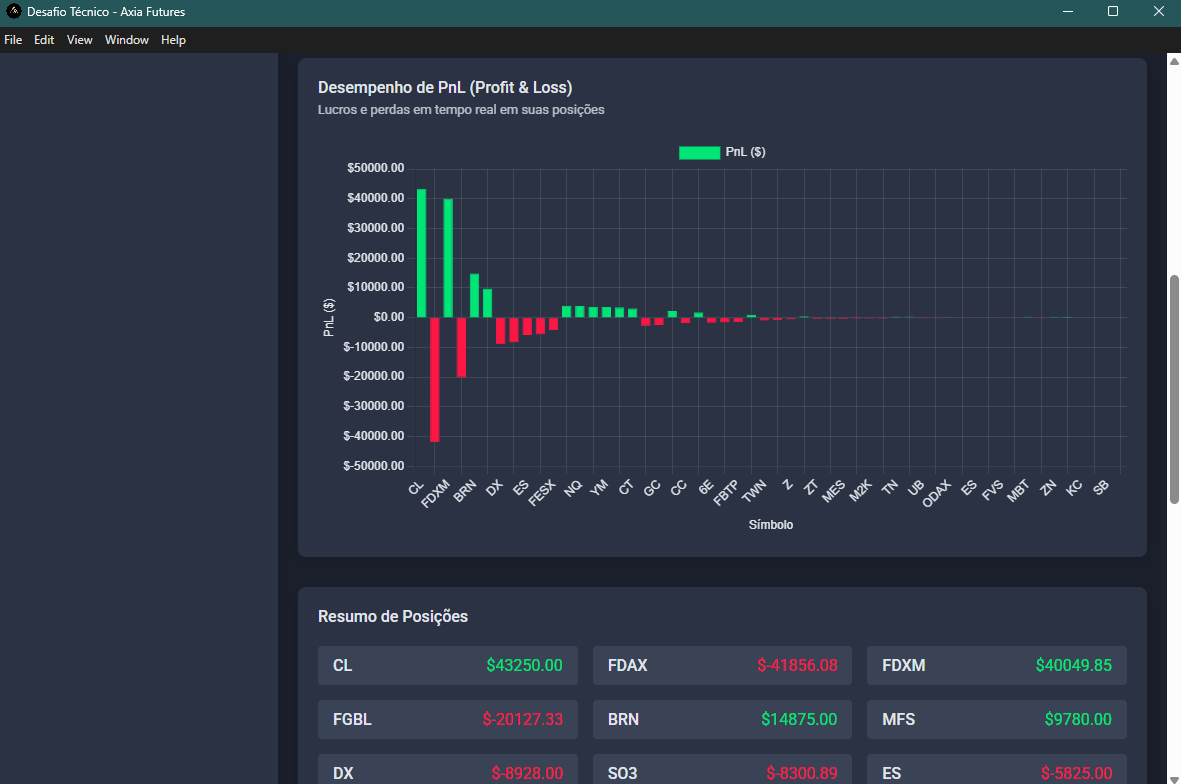 Desafio Técnico - Axia Futures
File Edit View Window Help
Desempenho de PnL (Profit & Loss)
Lucros e perdas em tempo real em suas posições
PnL ($)
$50000.00
$40000.00
$30000.00
$20000.00
$10000.00
$0.00
$-10000.00
$-20000.00
$-30000.00
$-40000.00
$-50000.00
PnL ($)
CL FDXM BRN DX ES FESX NQ YM CT GC CC 6E FBTP TWN Z ZT MES M2K TN UB ODAX ES FVS MBT ZN KC SB
Símbolo
Resumo de Posições
CL $43250.00 FDAX $-41856.08 FDXM $40049.85
FGBL $-20127.33 BRN $14875.00 MFS $9780.00
DX $-8928.00 SO3 $-8300.89 ES $-5825.00